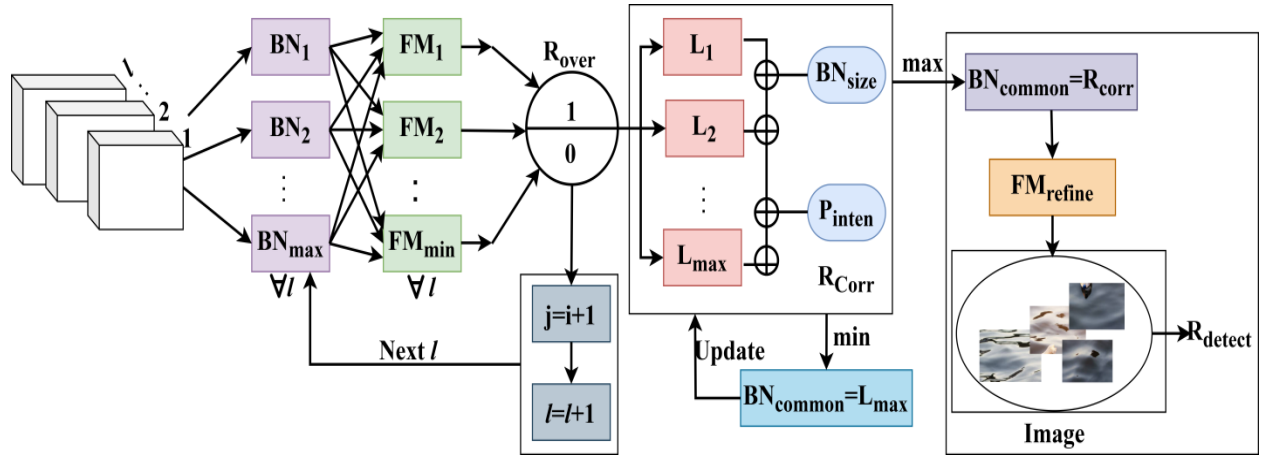 l
2
1
BN1
BN2
BNmax
∀l
FM1
FM2
FMmin
∀l
Rover
1
0
j=i+1
l=l+1
Next l
L1
L2
Lmax
BNsize
Pinten
RCorr
max
min
Update
BNcommon=Lmax
BNcommon=Rcorr
FMrefine
Rdetect
Image